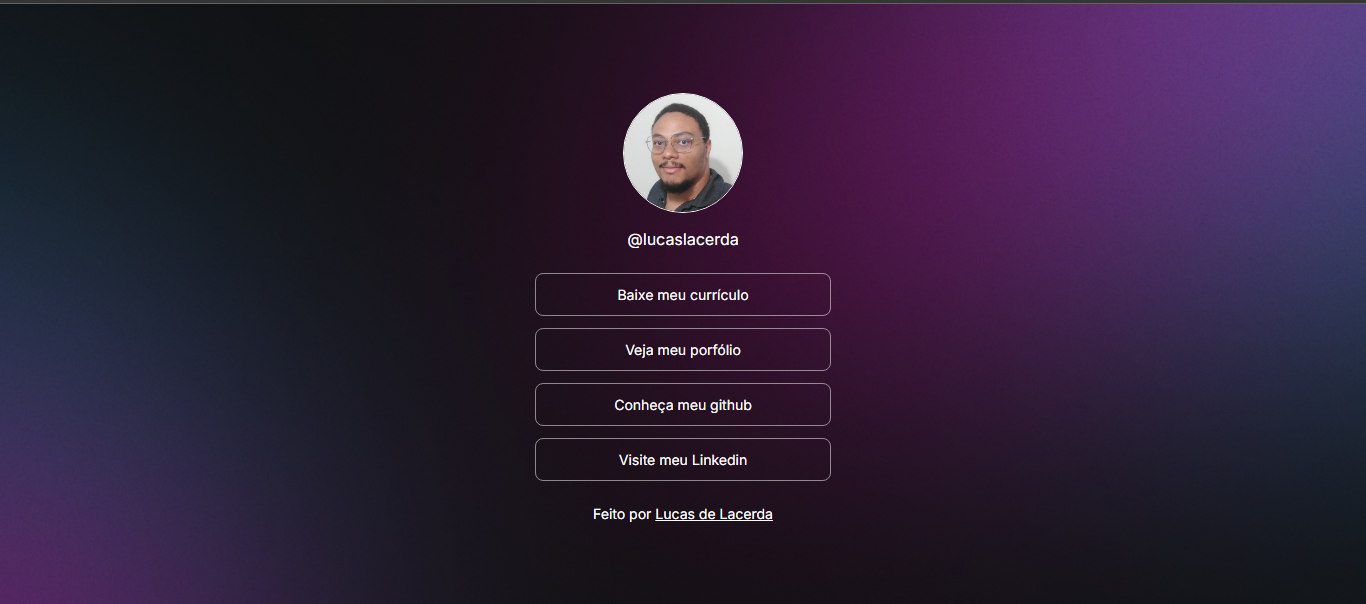 @lucaslacerda
Baixe meu currículo
Veja meu porfólio
Conheça meu github
Visite meu Linkedin
Feito por Lucas de Lacerda